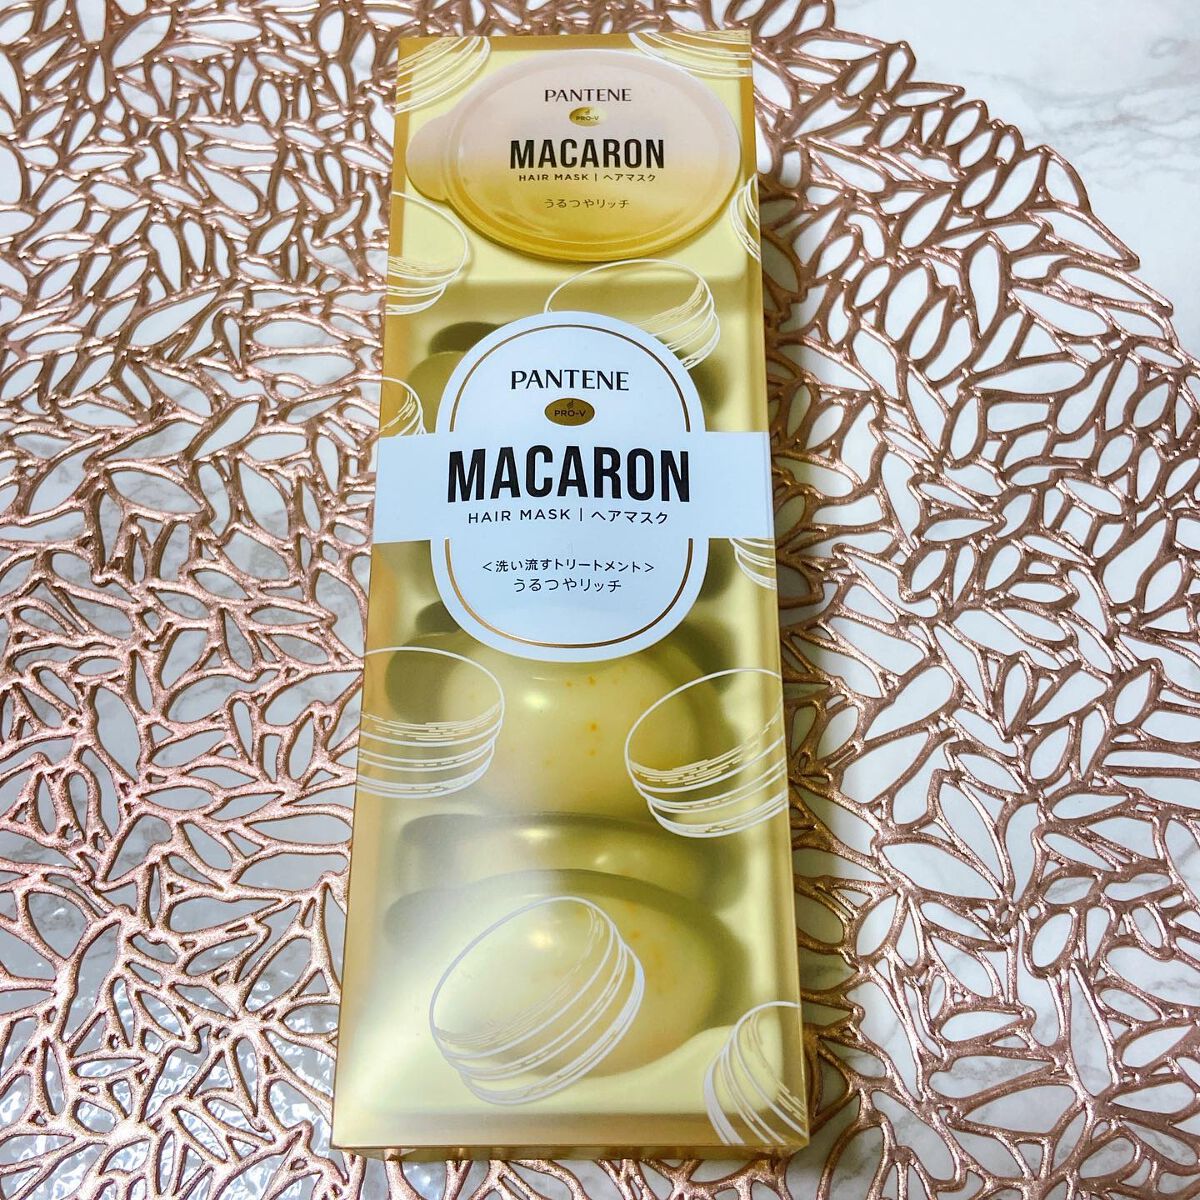 PANTENE
PRO-V
MACARON
HAIR MASK | ヘアマスク
うるつやリッチ
PANTENE
PRO-V
MACARON
HAIR MASK | ヘアマスク
<洗い流すトリートメント>
うるつやリッチ